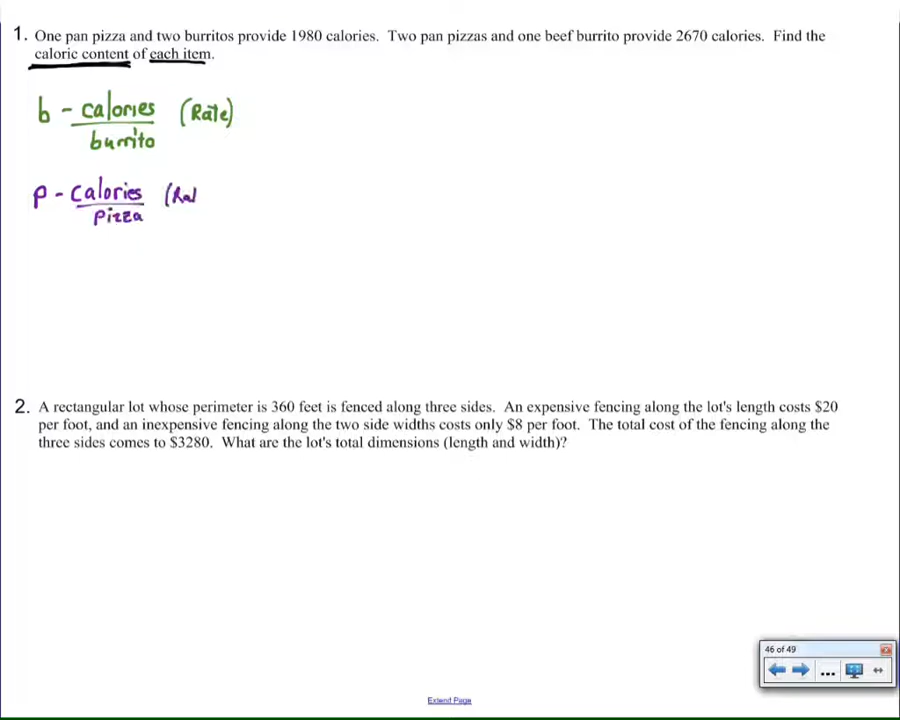 1. One pan pizza and two burritos provide 1980 calories. Two pan pizzas and one beef burrito provide 2670 calories. Find the
caloric content of each item.
b - calories (Rate)
burrito
p - calories (Rat
pizza
2. A rectangular lot whose perimeter is 360 feet is fenced along three sides. An expensive fencing along the lot's length costs $20
per foot, and an inexpensive fencing along the two side widths costs only $8 per foot. The total cost of the fencing along the
three sides comes to $3280. What are the lot's total dimensions (length and width)?
46 of 49
...
Extend Page